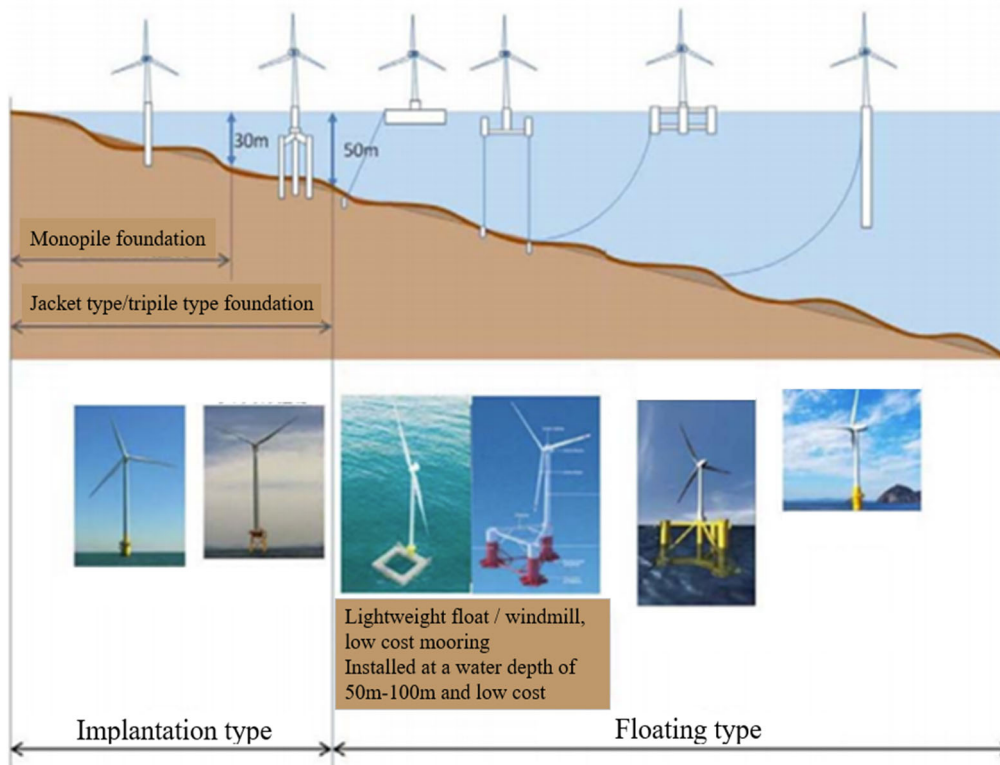 30m
50m
Monopile foundation
Jacket type/tripile type foundation
Lightweight float / windmill,
low cost mooring
Installed at a water depth of
50m-100m and low cost
Implantation type
Floating type